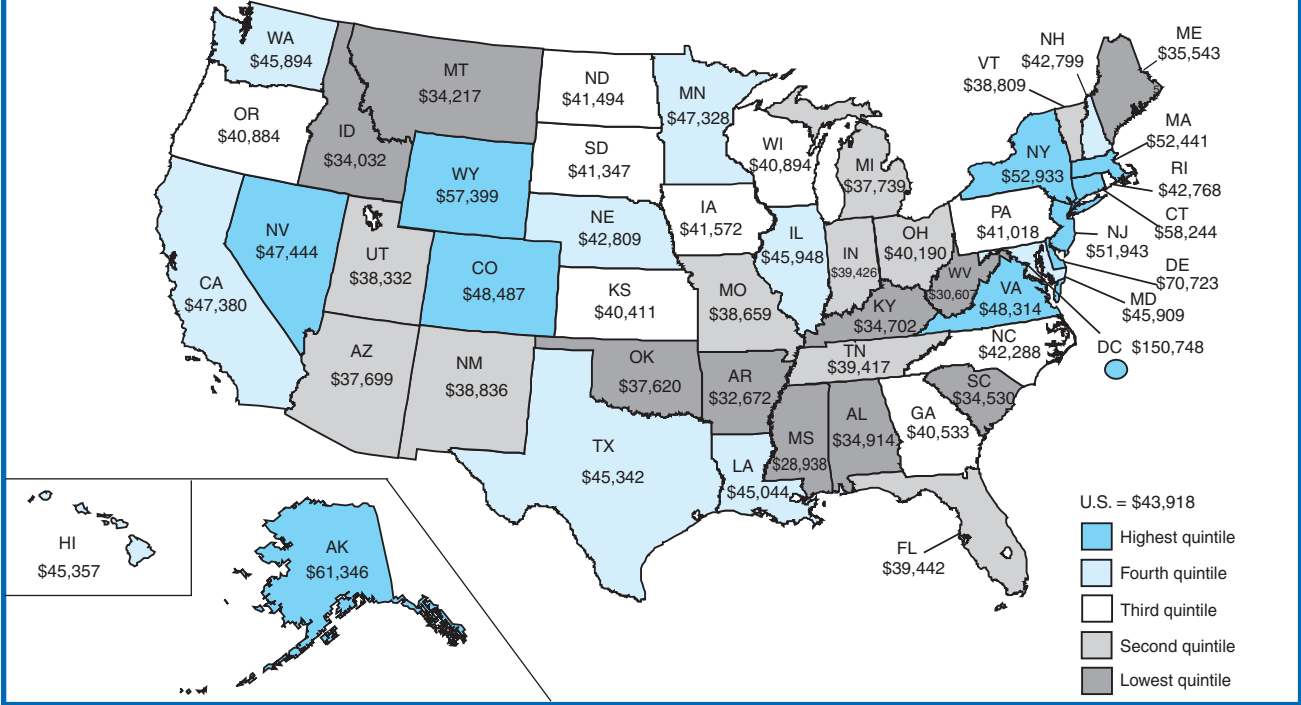 WA
$45,894
OR
$40,884
CA
$47,380
NV
$47,444
ID
$34,032
MT
$34,217
WY
$57,399
UT
$38,332
CO
$48,487
AZ
$37,699
NM
$38,836
ND
$41,494
SD
$41,347
NE
$42,809
KS
$40,411
OK
$37,620
TX
$45,342
MN
$47,328
IA
$41,572
MO
$38,659
AR
$32,672
LA
$45,044
WI
$40,894
IL
$45,948
MI
$37,739
IN
$39,426
OH
$40,190
KY
$34,702
TN
$39,417
MS
$28,938
AL
$34,914
GA
$40,533
FL
$39,442
SC
$34,530
NC
$42,288
VA
$48,314
WV
$30,607
PA
$41,018
NY
$52,933
VT
$38,809
NH
$42,799
ME
$35,543
MA
$52,441
RI
$42,768
CT
$58,244
NJ
$51,943
DE
$70,723
MD
$45,909
DC $150,748
HI
$45,357
AK
$61,346
U.S. = $43,918
Highest quintile
Fourth quintile
Third quintile
Second quintile
Lowest quintile